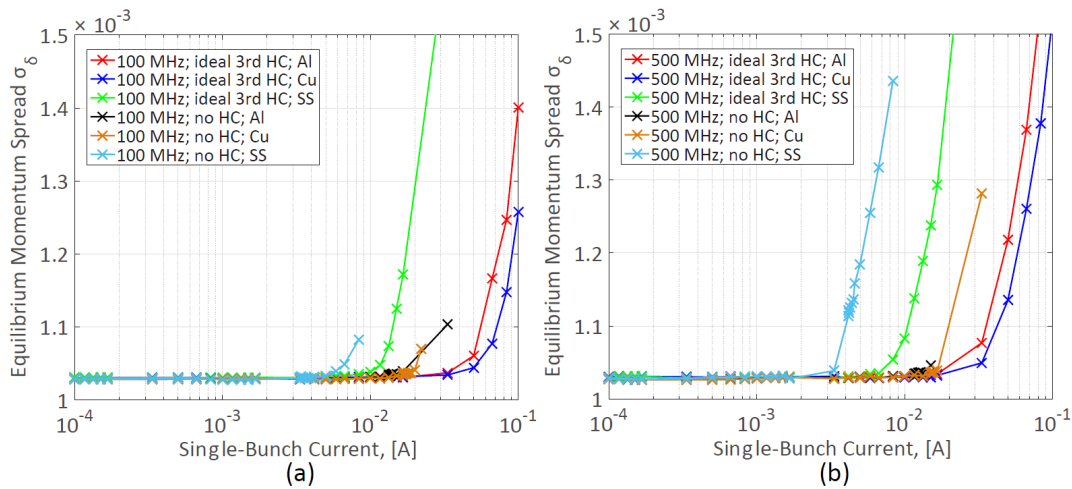 × 10⁻³
1.5
1.4
1.3
1.2
1.1
1
Equilibrium Momentum Spread σ_δ
100 MHz; ideal 3rd HC; Al
100 MHz; ideal 3rd HC; Cu
100 MHz; ideal 3rd HC; SS
100 MHz; no HC; Al
100 MHz; no HC; Cu
100 MHz; no HC; SS
10⁻⁴ 10⁻³ 10⁻² 10⁻¹
Single-Bunch Current, [A]
(a)
× 10⁻³
1.5
1.4
1.3
1.2
1.1
1
Equilibrium Momentum Spread σ_δ
500 MHz; ideal 3rd HC; Al
500 MHz; ideal 3rd HC; Cu
500 MHz; ideal 3rd HC; SS
500 MHz; no HC; Al
500 MHz; no HC; Cu
500 MHz; no HC; SS
10⁻⁴ 10⁻³ 10⁻² 10⁻¹
Single-Bunch Current, [A]
(b)